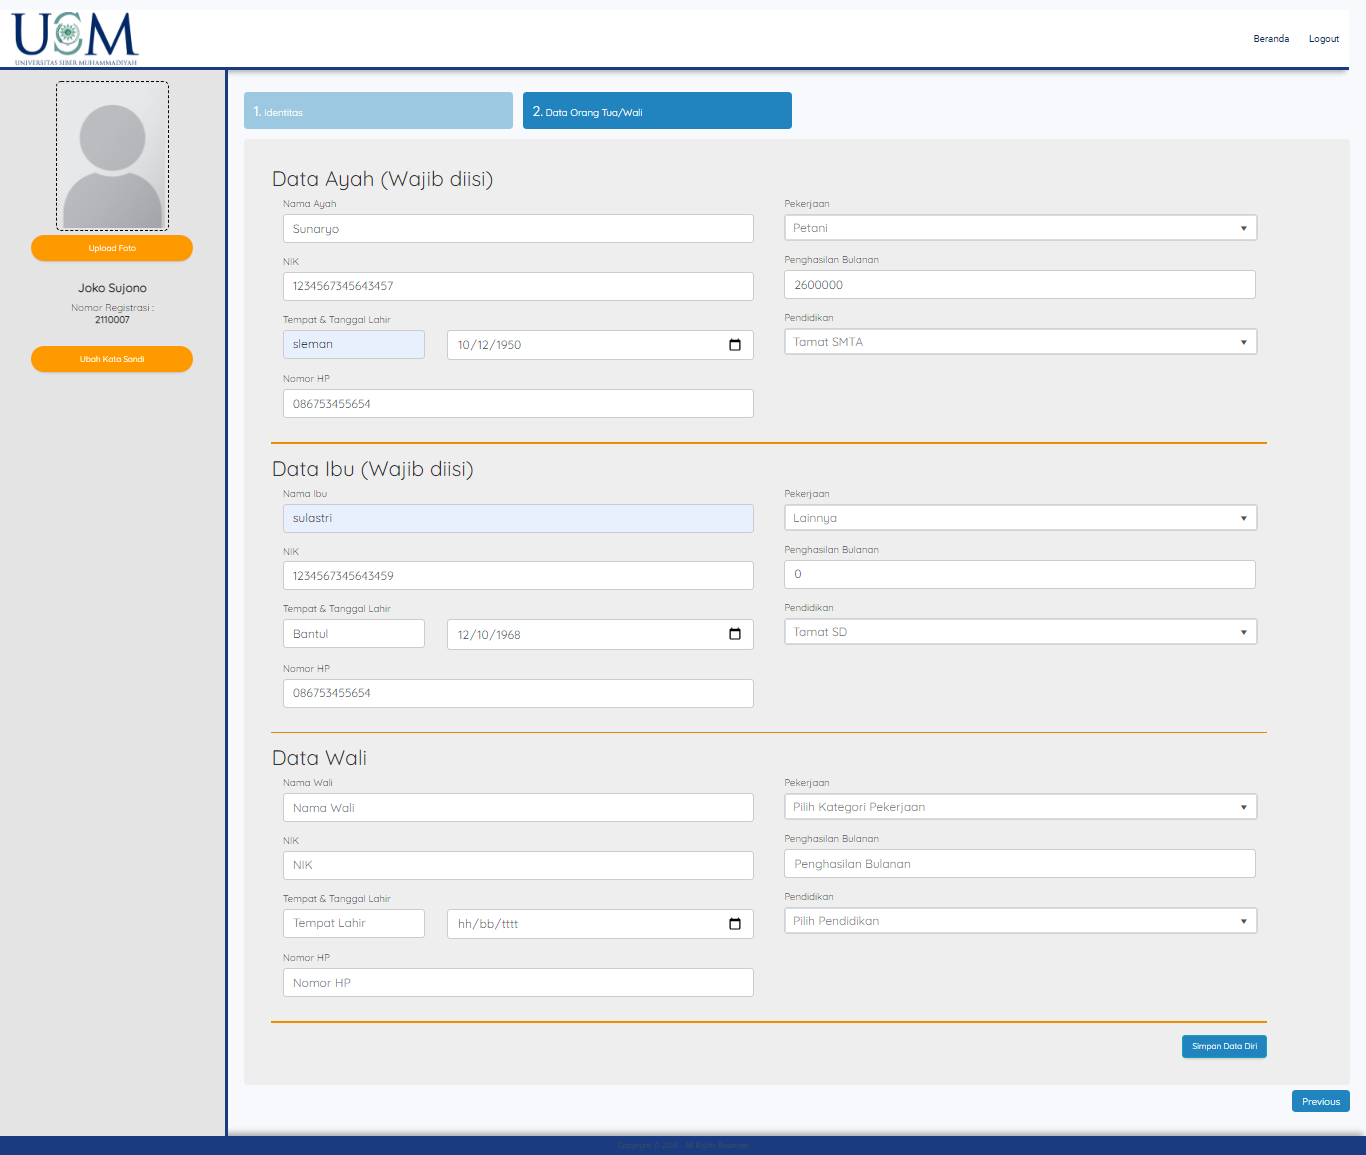 USM
UNIVERSITAS SIBER MUHAMMADIYAH
Beranda Logout
Upload Foto
Joko Sujono
Nomor Registrasi :
2110007
Ubah Kata Sandi
1. Identitas
2. Data Orang Tua/Wali
Data Ayah (Wajib diisi)
Nama Ayah
Sunaryo
NIK
1234567345643457
Tempat & Tanggal Lahir
sleman 10/12/1950
Nomor HP
086753455654
Pekerjaan
Petani
Penghasilan Bulanan
2600000
Pendidikan
Tamat SMTA
Data Ibu (Wajib diisi)
Nama Ibu
sulastri
NIK
1234567345643459
Tempat & Tanggal Lahir
Bantul 12/10/1968
Nomor HP
086753455654
Pekerjaan
Lainnya
Penghasilan Bulanan
0
Pendidikan
Tamat SD
Data Wali
Nama Wali
Nama Wali
NIK
NIK
Tempat & Tanggal Lahir
Tempat Lahir hh/bb/tttt
Nomor HP
Nomor HP
Pekerjaan
Pilih Kategori Pekerjaan
Penghasilan Bulanan
Penghasilan Bulanan
Pendidikan
Pilih Pendidikan
Simpan Data Diri
Previous